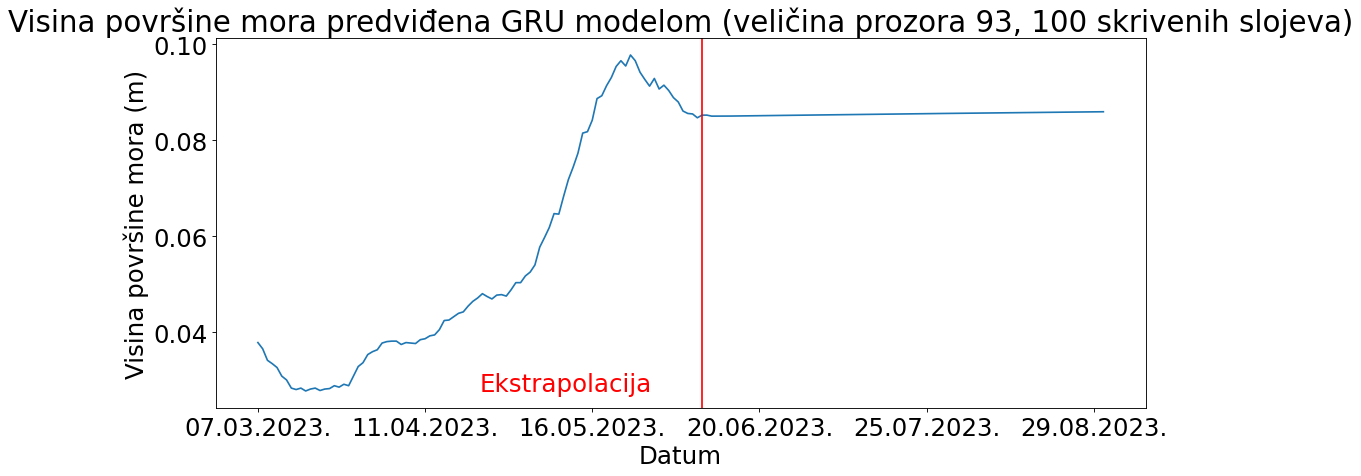 Visina površine mora predviđena GRU modelom (veličina prozora 93, 100 skrivenih slojeva)
Visina površine mora (m)
0.10
0.08
0.06
0.04
Ekstrapolacija
07.03.2023. 11.04.2023. 16.05.2023. 20.06.2023. 25.07.2023. 29.08.2023.
Datum